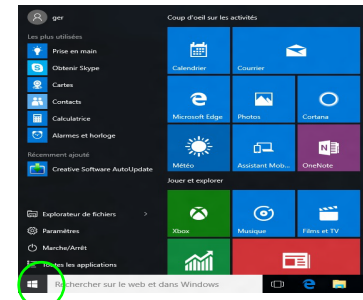 ger
Les plus utilisées
Prise en main
Obtenir Skype
Cartes
Contacts
Calculatrice
Alarmes et horloge
Récemment ajouté
Creative Software AutoUpdate
Explorateur de fichiers
Paramètres
Marche/Arrêt
Toutes les applications
Coup d'oeil sur les activités
Calendrier
Courrier
Microsoft Edge
Photos
Cortana
Météo
Assistant Mob...
OneNote
Jouer et explorer
Xbox
Musique
Films et TV
Rechercher sur le web et dans Windows